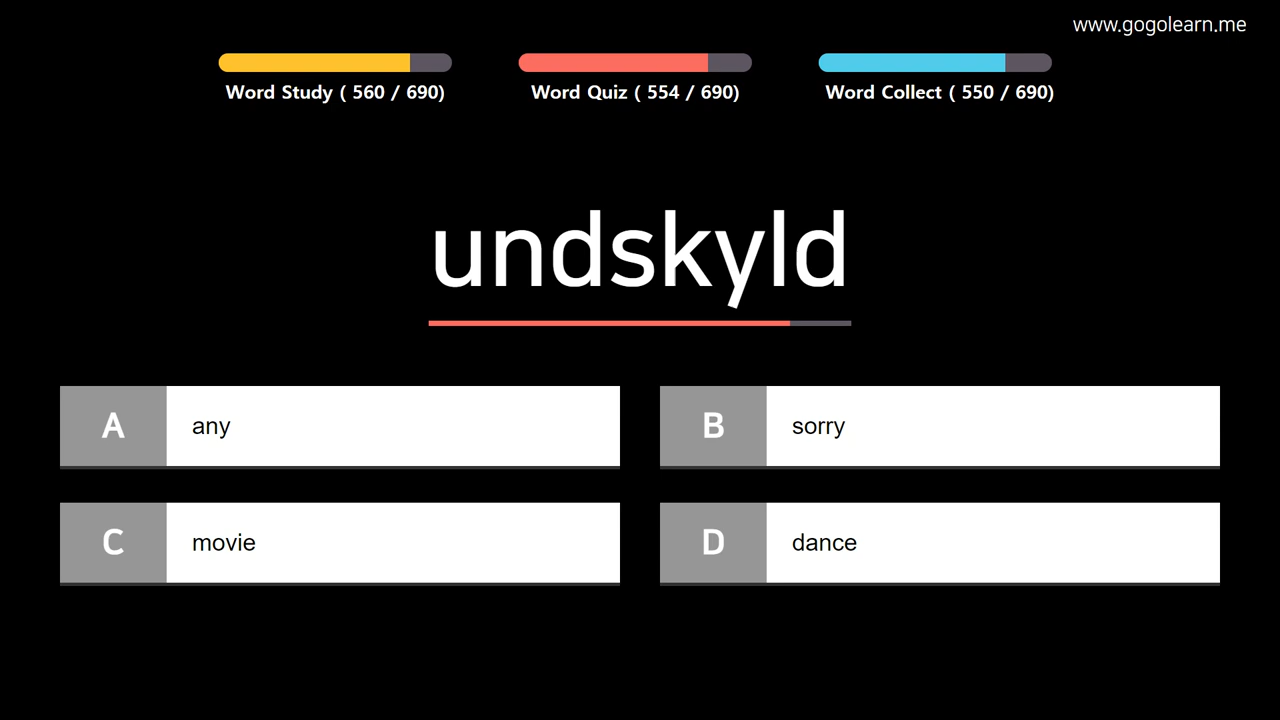 www.gogolearn.me
Word Study ( 560 / 690)
Word Quiz ( 554 / 690)
Word Collect ( 550 / 690)
undskyld
A any
B sorry
C movie
D dance